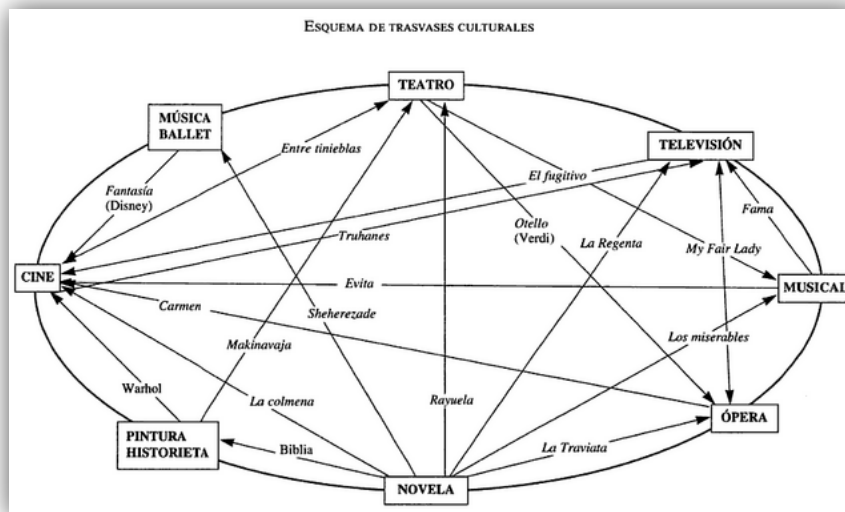 ESQUEMA DE TRASVASES CULTURALES
TEATRO
MÚSICA
BALLET
TELEVISIÓN
Entre tinieblas
El fugitivo
Fantasía
(Disney)
Fama
Otello
(Verdi)
La Regenta
Truhanes
My Fair Lady
CINE
Evita
MUSICAL
Carmen
Sheherezade
Makinavaja
Los miserables
Warhol
La colmena
Rayuela
ÓPERA
PINTURA
HISTORIETA
Biblia
La Traviata
NOVELA